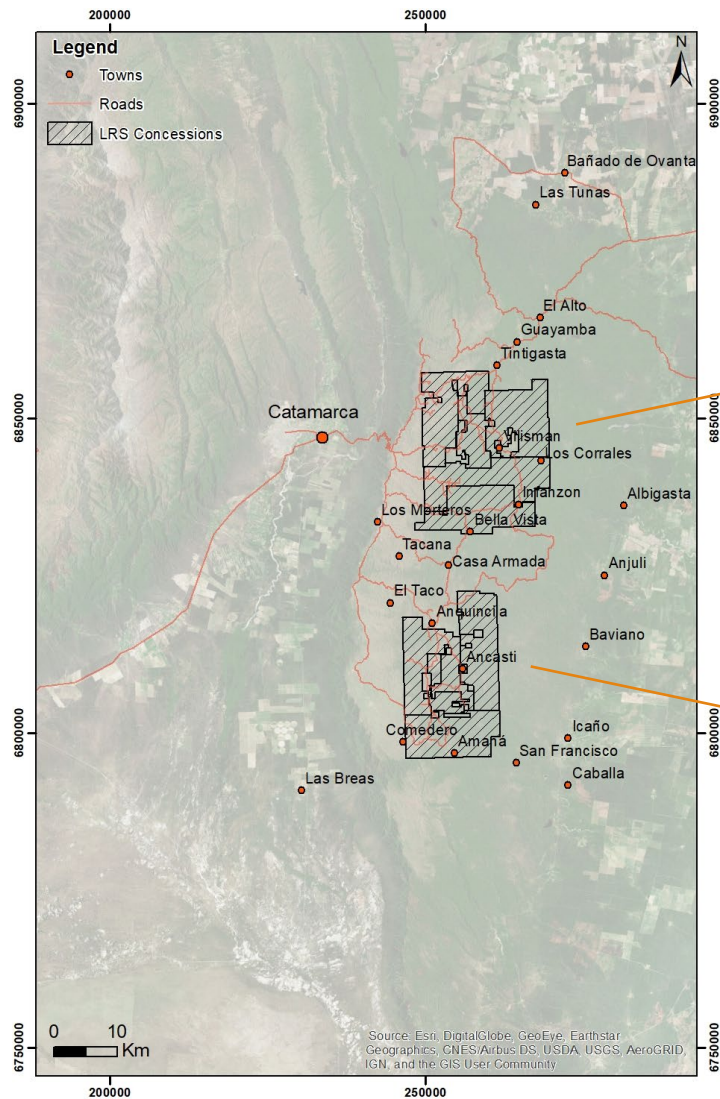 200000
250000
Legend
Towns
Roads
LRS Concessions
N
6900000
6900000
Bañado de Ovanta
Las Tunas
El Alto
Guayamba
Tintigasta
Catamarca
6850000
6850000
Vilisman
Los Corrales
Infanzon
Albigasta
Los Morteros
Bella Vista
Tacana
Casa Armada
Anjuli
El Taco
Anquincila
Baviano
Ancasti
6800000
6800000
Comedero
Amaná
Icaño
San Francisco
Las Breas
Caballa
0 10
Km
Source: Esri, DigitalGlobe, GeoEye, Earthstar
Geographics, CNES/Airbus DS, USDA, USGS, AeroGRID,
IGN, and the GIS User Community
6750000
6750000
200000
250000